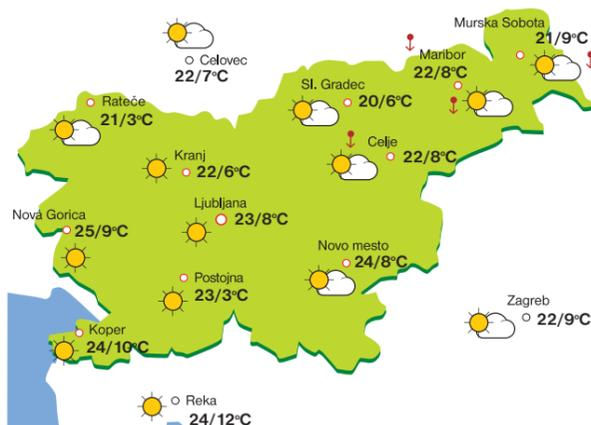 Murska Sobota
21/9°C
Celovec
22/7°C
Maribor
22/8°C
Sl. Gradec
20/6°C
Rateče
21/3°C
Celje
22/8°C
Kranj
22/6°C
Ljubljana
23/8°C
Nova Gorica
25/9°C
Novo mesto
24/8°C
Postojna
23/3°C
Zagreb
22/9°C
Koper
24/10°C
Reka
24/12°C